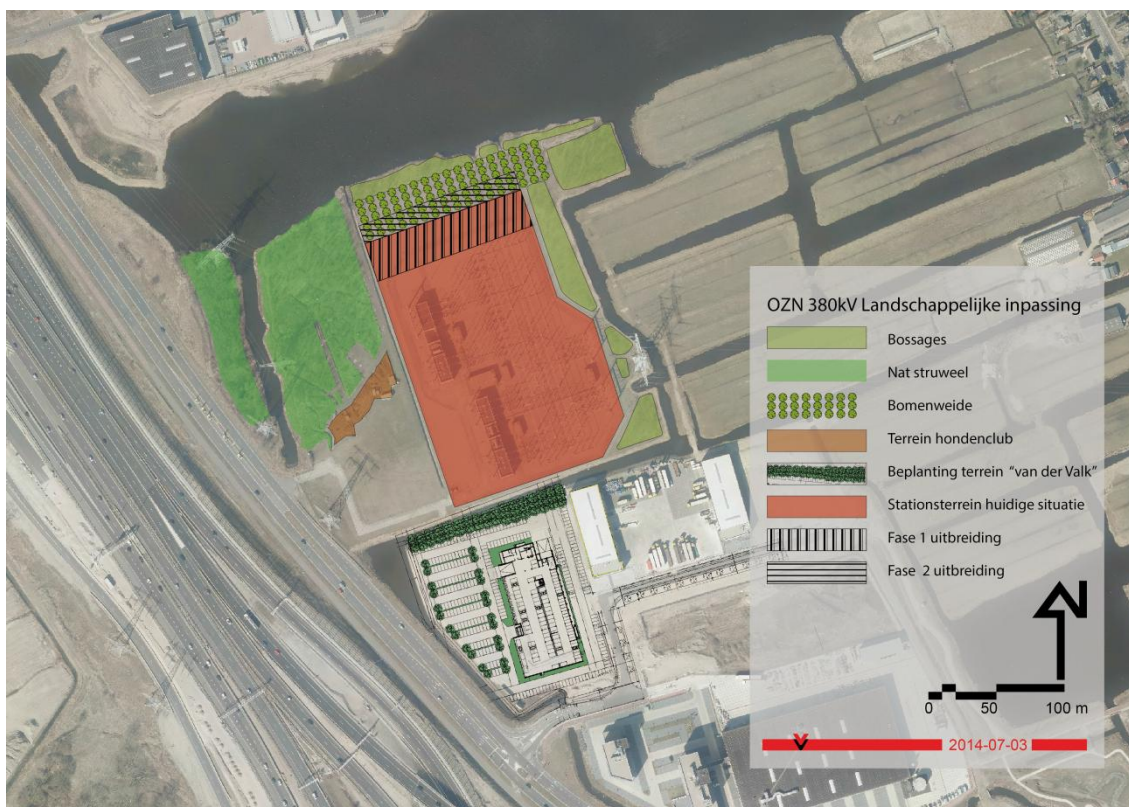 OZN 380kV Landschappelijke inpassing
Bossages
Nat struweel
Bomenweide
Terrein hondenclub
Beplanting terrein "van der Valk"
Stationsterrein huidige situatie
Fase 1 uitbreiding
Fase 2 uitbreiding
N
0 50 100 m
2014-07-03